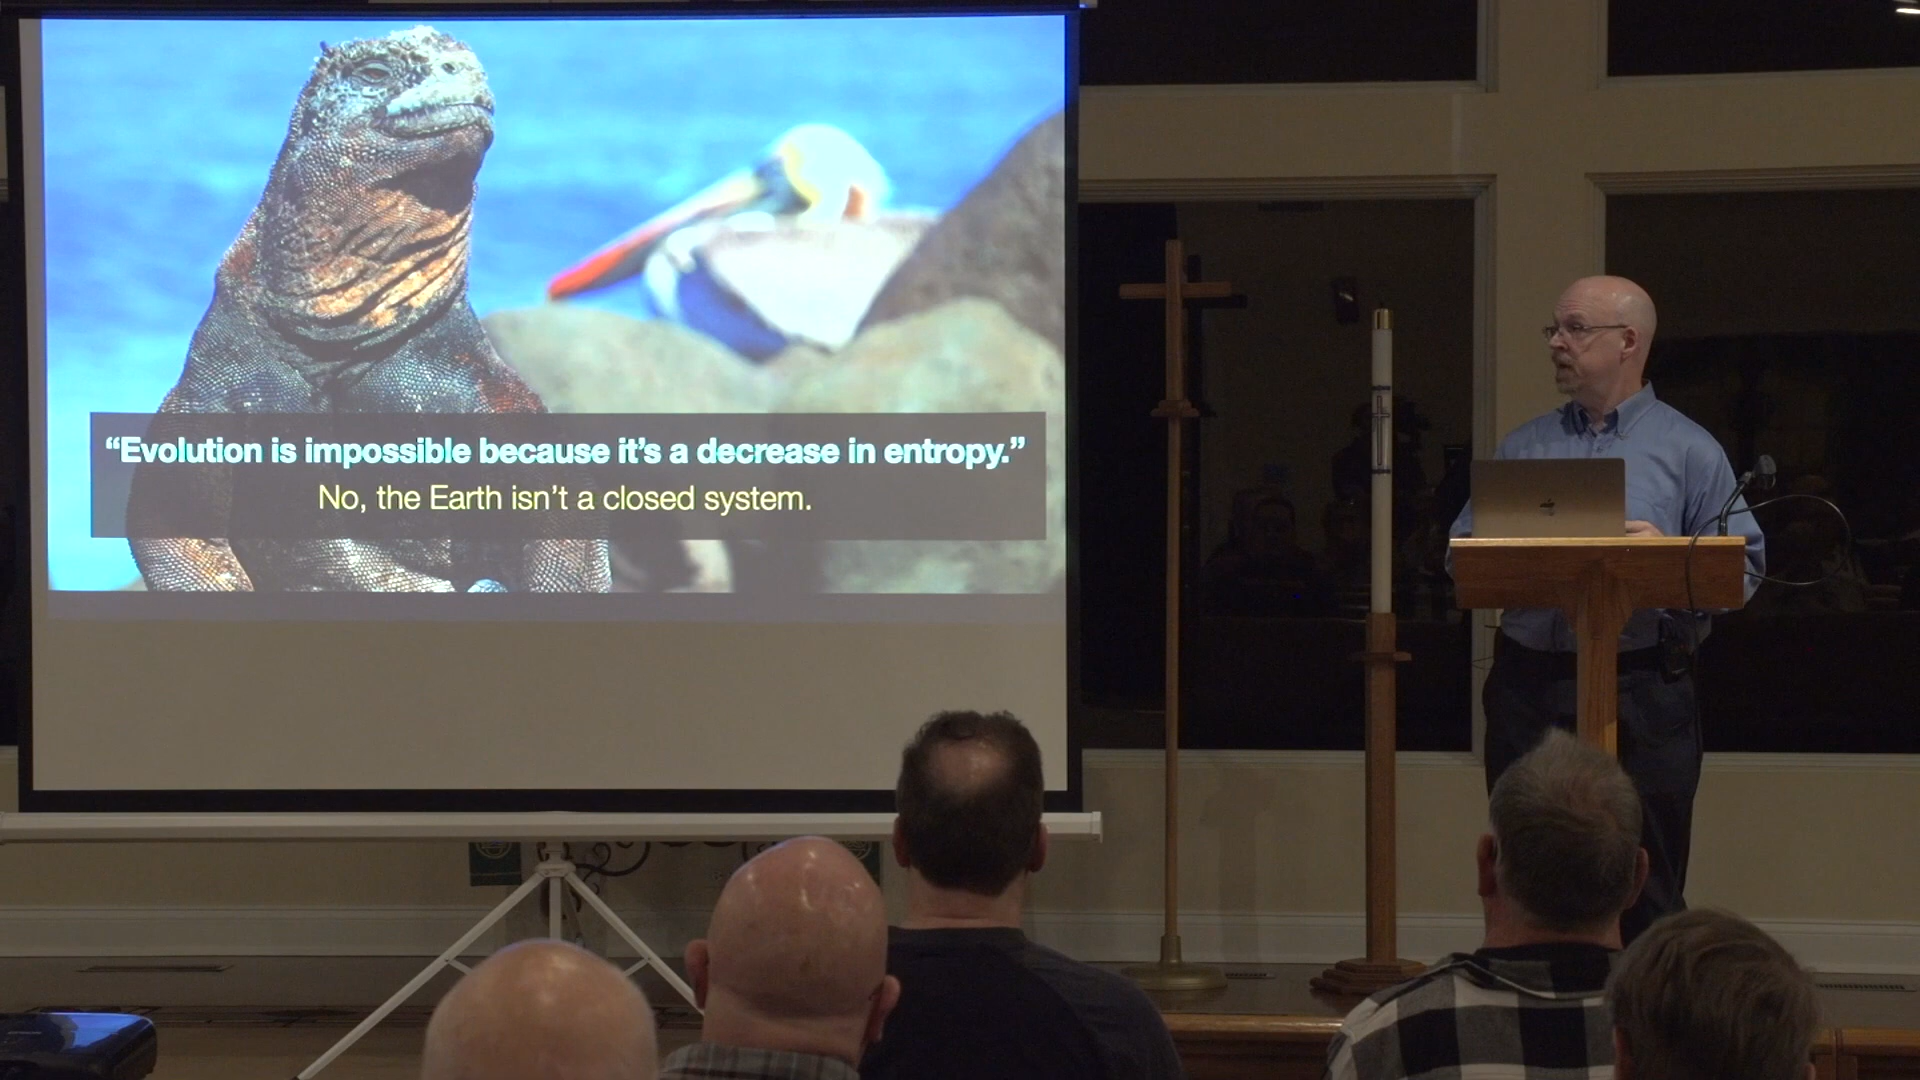 “Evolution is impossible because it’s a decrease in entropy.”
No, the Earth isn’t a closed system.